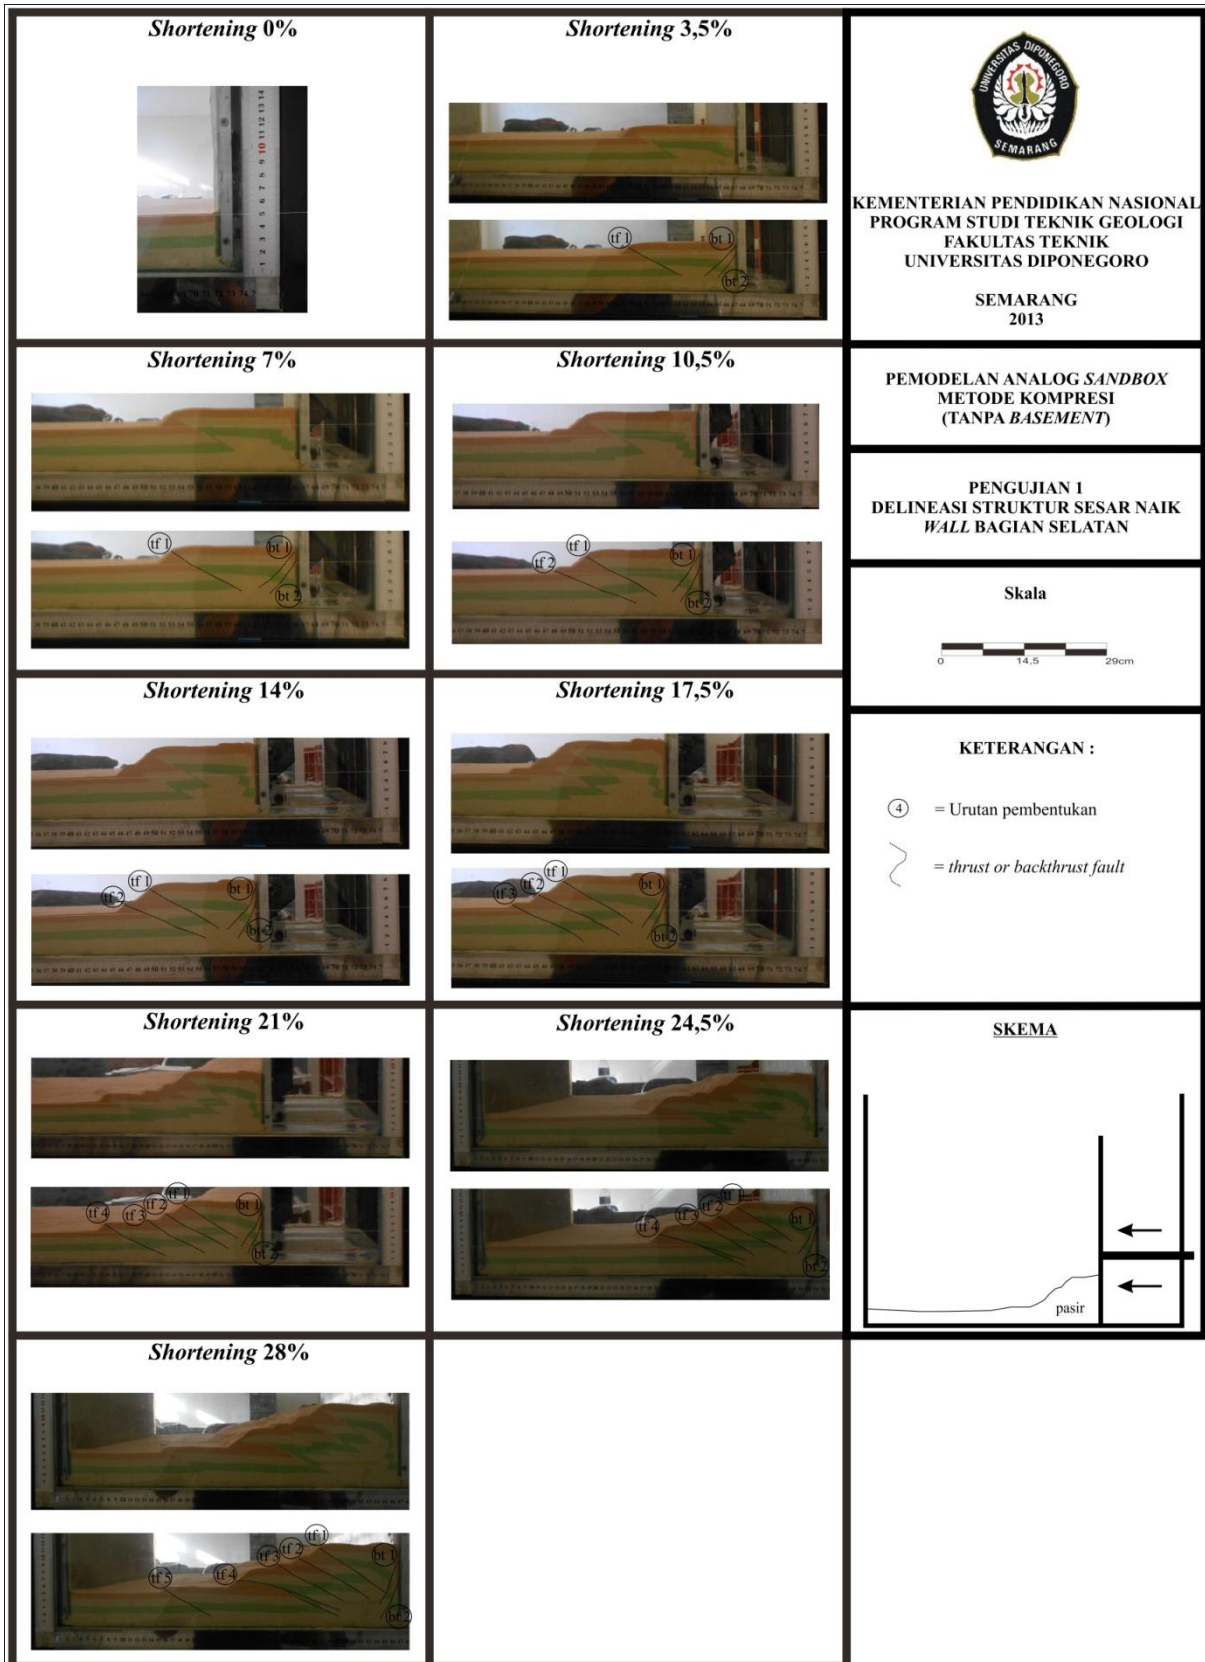 Shortening 0%
Shortening 3,5%
tf 1
bt 1
bt 2
Shortening 7%
tf 1
bt 1
bt 2
Shortening 10,5%
tf 1
tf 2
bt 1
bt 2
Shortening 14%
tf 1
tf 2
bt 1
bt 2
Shortening 17,5%
tf 1
tf 2
tf 3
bt 1
bt 2
Shortening 21%
tf 1
tf 2
tf 3
tf 4
bt 1
bt 2
Shortening 24,5%
tf 1
tf 2
tf 3
tf 4
bt 1
bt 2
Shortening 28%
tf 1
tf 2
tf 3
tf 4
tf 5
bt 1
bt 2
UNIVERSITAS DIPONEGORO
SEMARANG
KEMENTERIAN PENDIDIKAN NASIONAL
PROGRAM STUDI TEKNIK GEOLOGI
FAKULTAS TEKNIK
UNIVERSITAS DIPONEGORO
SEMARANG
2013
PEMODELAN ANALOG SANDBOX
METODE KOMPRESI
(TANPA BASEMENT)
PENGUJIAN 1
DELINEASI STRUKTUR SESAR NAIK
WALL BAGIAN SELATAN
Skala
0 14,5 29cm
KETERANGAN :
4 = Urutan pembentukan
= thrust or backthrust fault
SKEMA
pasir